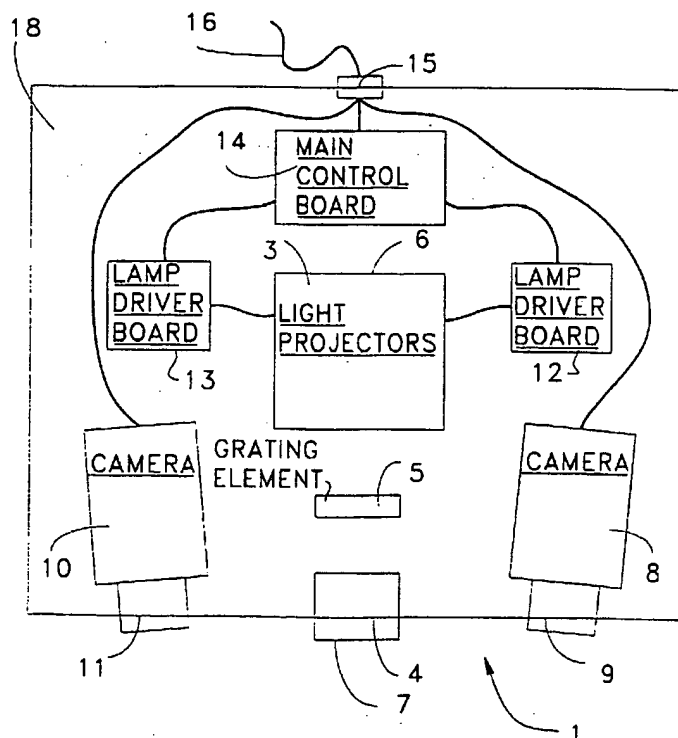 16
18
15
14
MAIN
CONTROL
BOARD
3
6
LAMP
DRIVER
BOARD
LIGHT
PROJECTORS
LAMP
DRIVER
BOARD
13
12
CAMERA
GRATING
ELEMENT
5
CAMERA
10
8
11
4
7
9
1